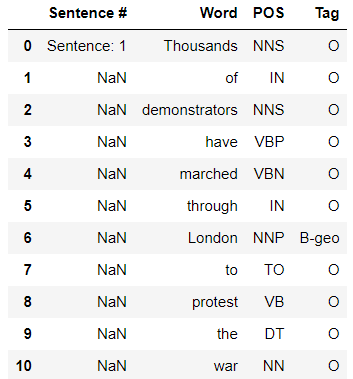 Sentence # Word POS Tag
0 Sentence: 1 Thousands NNS O
1 NaN of IN O
2 NaN demonstrators NNS O
3 NaN have VBP O
4 NaN marched VBN O
5 NaN through IN O
6 NaN London NNP B-geo
7 NaN to TO O
8 NaN protest VB O
9 NaN the DT O
10 NaN war NN O